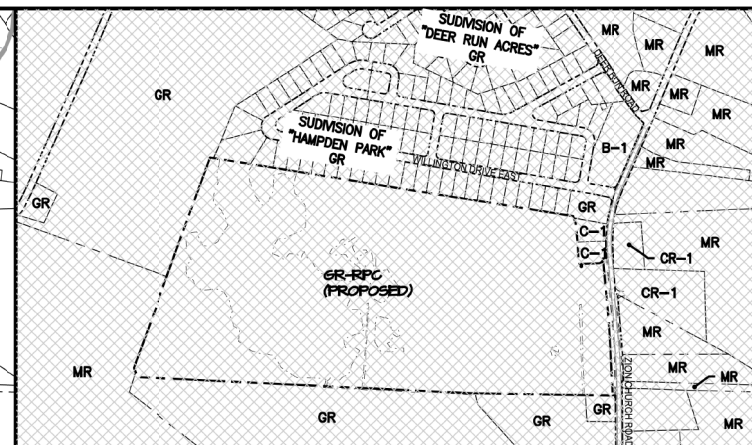 SUDIVISION OF
"DEER RUN ACRES"
GR
MR
MR
MR
DEER RUN ROAD
GR
MR
MR
MR
SUDIVISION OF
"HAMPDEN PARK"
GR
B-1
MR
MR
WILLINGTON DRIVE EAST
GR
GR
C-1
MR
C-1
CR-1
GR-RPC
(PROPOSED)
CR-1
MR
MR
MR
MR
ZION CHURCH ROAD
GR
GR
GR
MR